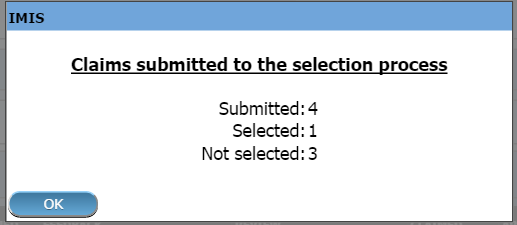 IMIS
Claims submitted to the selection process
Submitted: 4
Selected: 1
Not selected: 3
OK